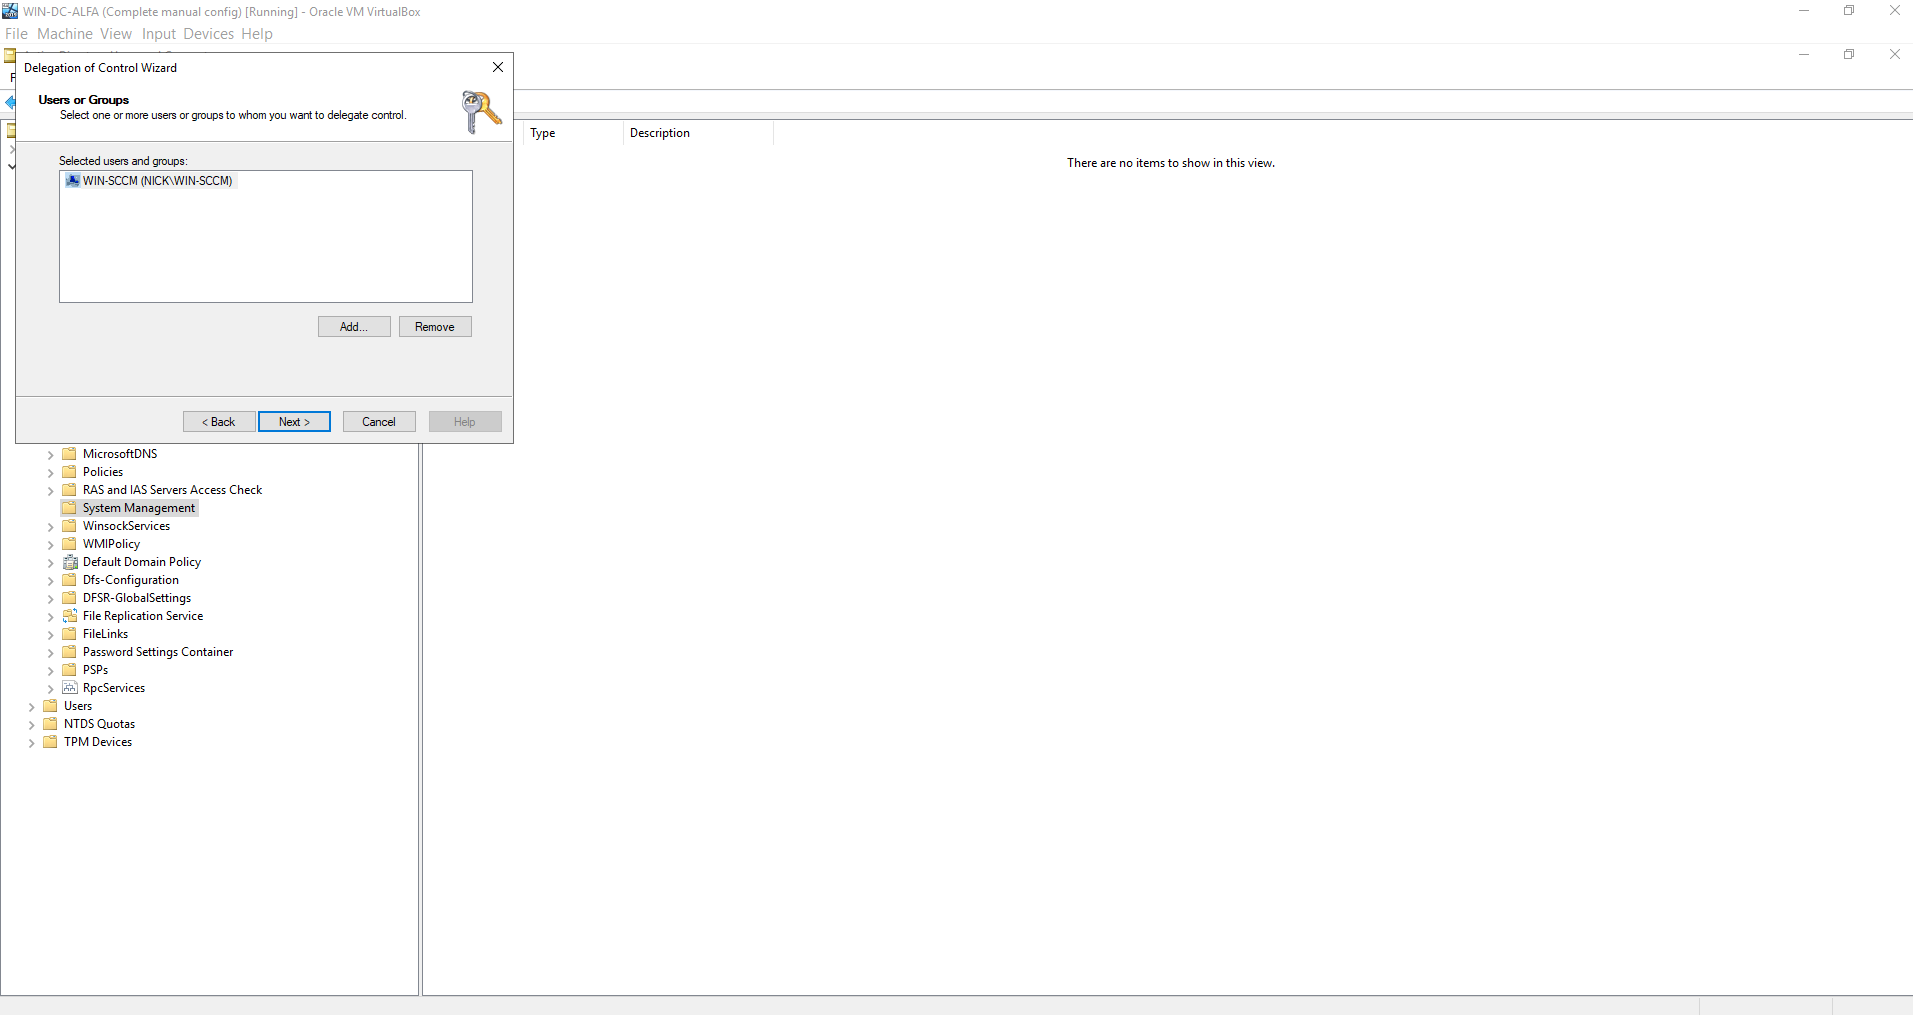 WIN-DC-ALFA (Complete manual config) [Running] - Oracle VM VirtualBox
File Machine View Input Devices Help
Delegation of Control Wizard
Users or Groups
Select one or more users or groups to whom you want to delegate control.
Type Description
There are no items to show in this view.
Selected users and groups:
WIN-SCCM (NICK\WIN-SCCM)
Add... Remove
< Back Next > Cancel Help
MicrosoftDNS
Policies
RAS and IAS Servers Access Check
System Management
WinsockServices
WMIPolicy
Default Domain Policy
Dfs-Configuration
DFSR-GlobalSettings
File Replication Service
FileLinks
Password Settings Container
PSPs
RpcServices
Users
NTDS Quotas
TPM Devices